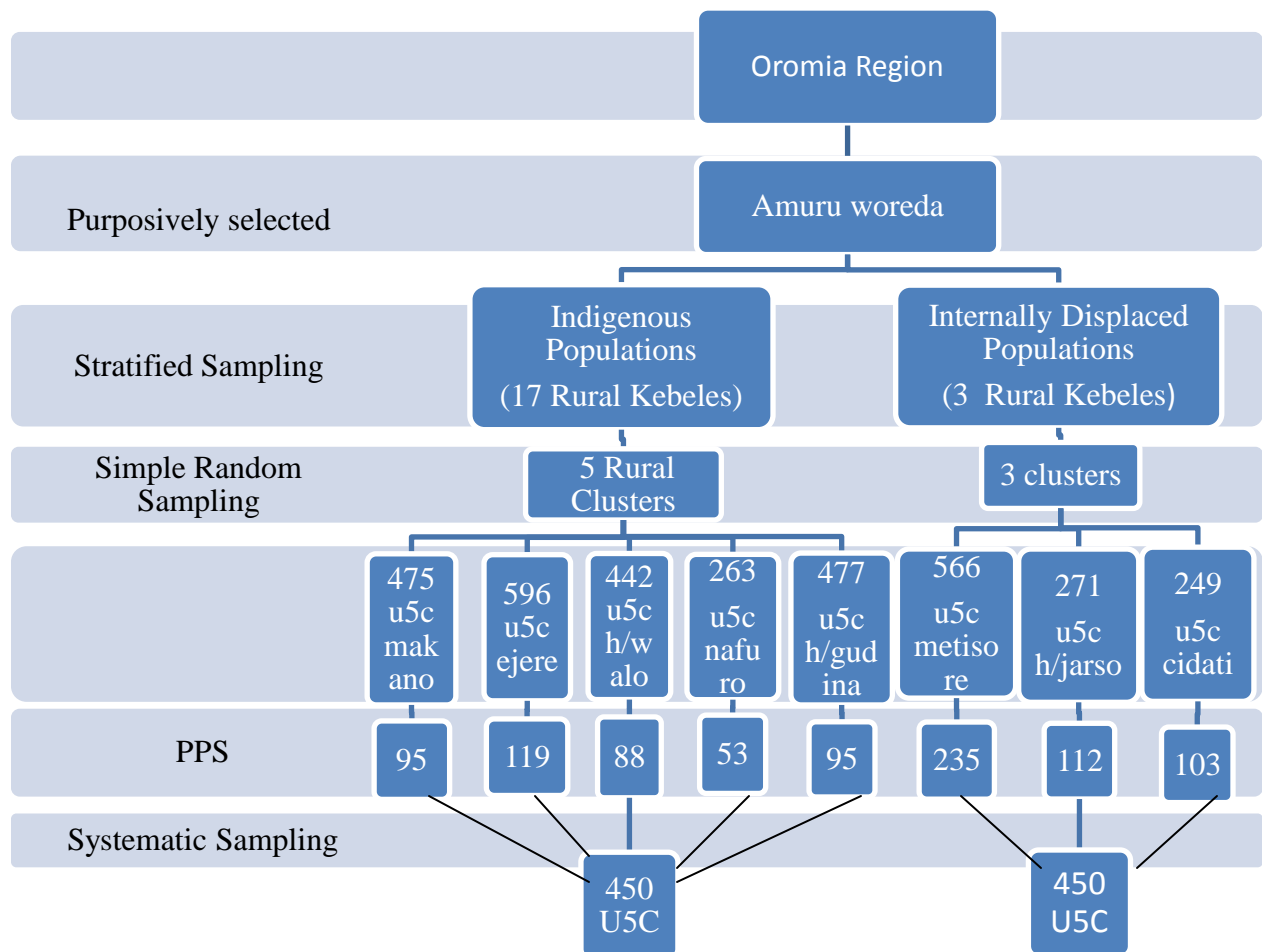 Oromia Region
Purposively selected
Amuru woreda
Stratified Sampling
Indigenous
Populations
(17 Rural Kebeles)
Internally Displaced
Populations
(3 Rural Kebeles)
Simple Random
Sampling
5 Rural
Clusters
3 clusters
475
u5c
mak
ano
596
u5c
ejere
442
u5c
h/w
alo
263
u5c
nafu
ro
477
u5c
h/gud
ina
566
u5c
metiso
re
271
u5c
h/jarso
249
u5c
cidati
PPS
95
119
88
53
95
235
112
103
Systematic Sampling
450
U5C
450
U5C